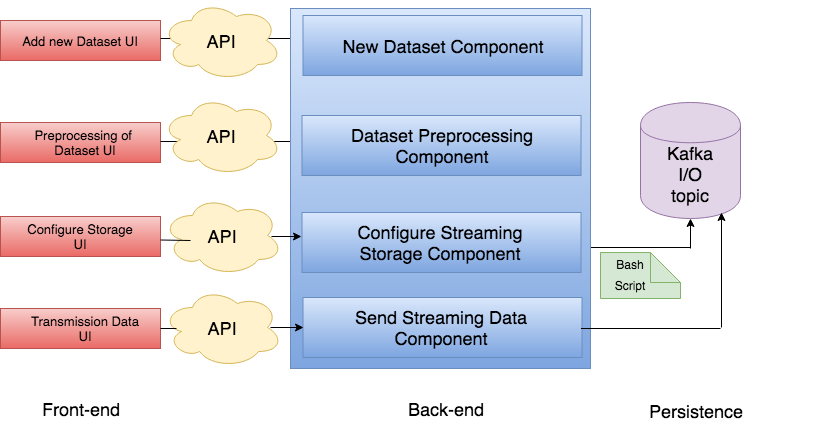 Add new Dataset UI
API
New Dataset Component
Preprocessing of
Dataset UI
API
Dataset Preprocessing
Component
Kafka
I/O
topic
Configure Storage
UI
API
Configure Streaming
Storage Component
Bash
Script
Transmission Data
UI
API
Send Streaming Data
Component
Front-end
Back-end
Persistence